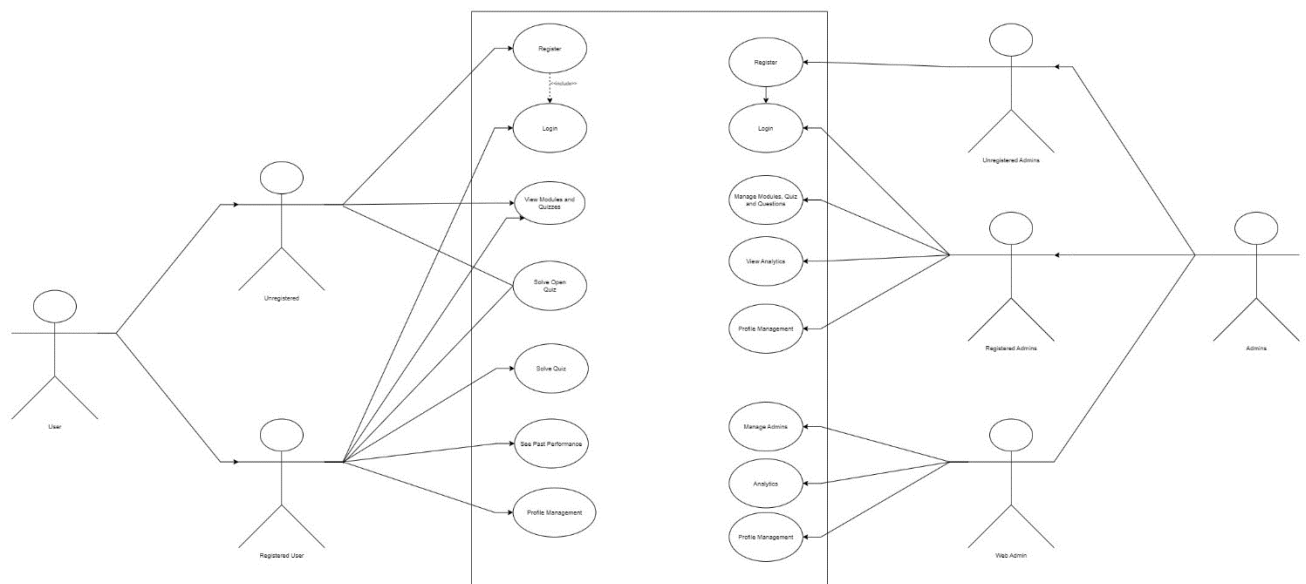 Register
<<include>>
Login
View Modules and
Quizzes
Solve Open
Quiz
Solve Quiz
See Past Performance
Profile Management
Register
Login
Manage Modules, Quiz
and Questions
View Analytics
Profile Management
Manage Admins
Analytics
Profile Management
Unregistered
User
Registered User
Unregistered Admins
Registered Admins
Admins
Web Admin